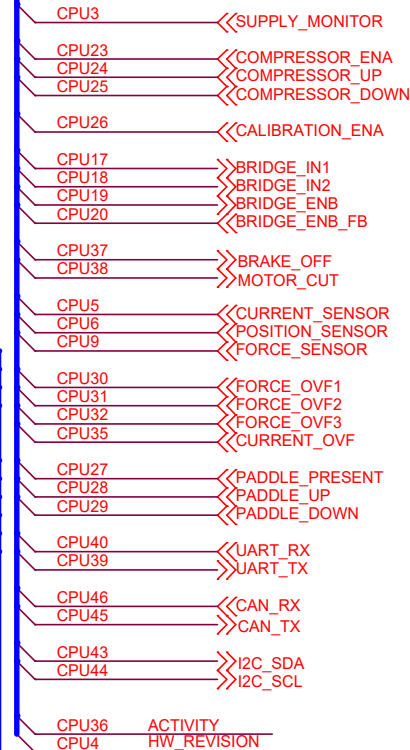 CPU3 SUPPLY_MONITOR
CPU23 COMPRESSOR_ENA
CPU24 COMPRESSOR_UP
CPU25 COMPRESSOR_DOWN
CPU26 CALIBRATION_ENA
CPU17 BRIDGE_IN1
CPU18 BRIDGE_IN2
CPU19 BRIDGE_ENB
CPU20 BRIDGE_ENB_FB
CPU37 BRAKE_OFF
CPU38 MOTOR_CUT
CPU5 CURRENT_SENSOR
CPU6 POSITION_SENSOR
CPU9 FORCE_SENSOR
CPU30 FORCE_OVF1
CPU31 FORCE_OVF2
CPU32 FORCE_OVF3
CPU35 CURRENT_OVF
CPU27 PADDLE_PRESENT
CPU28 PADDLE_UP
CPU29 PADDLE_DOWN
CPU40 UART_RX
CPU39 UART_TX
CPU46 CAN_RX
CPU45 CAN_TX
CPU43 I2C_SDA
CPU44 I2C_SCL
CPU36 ACTIVITY
CPU4 HW_REVISION